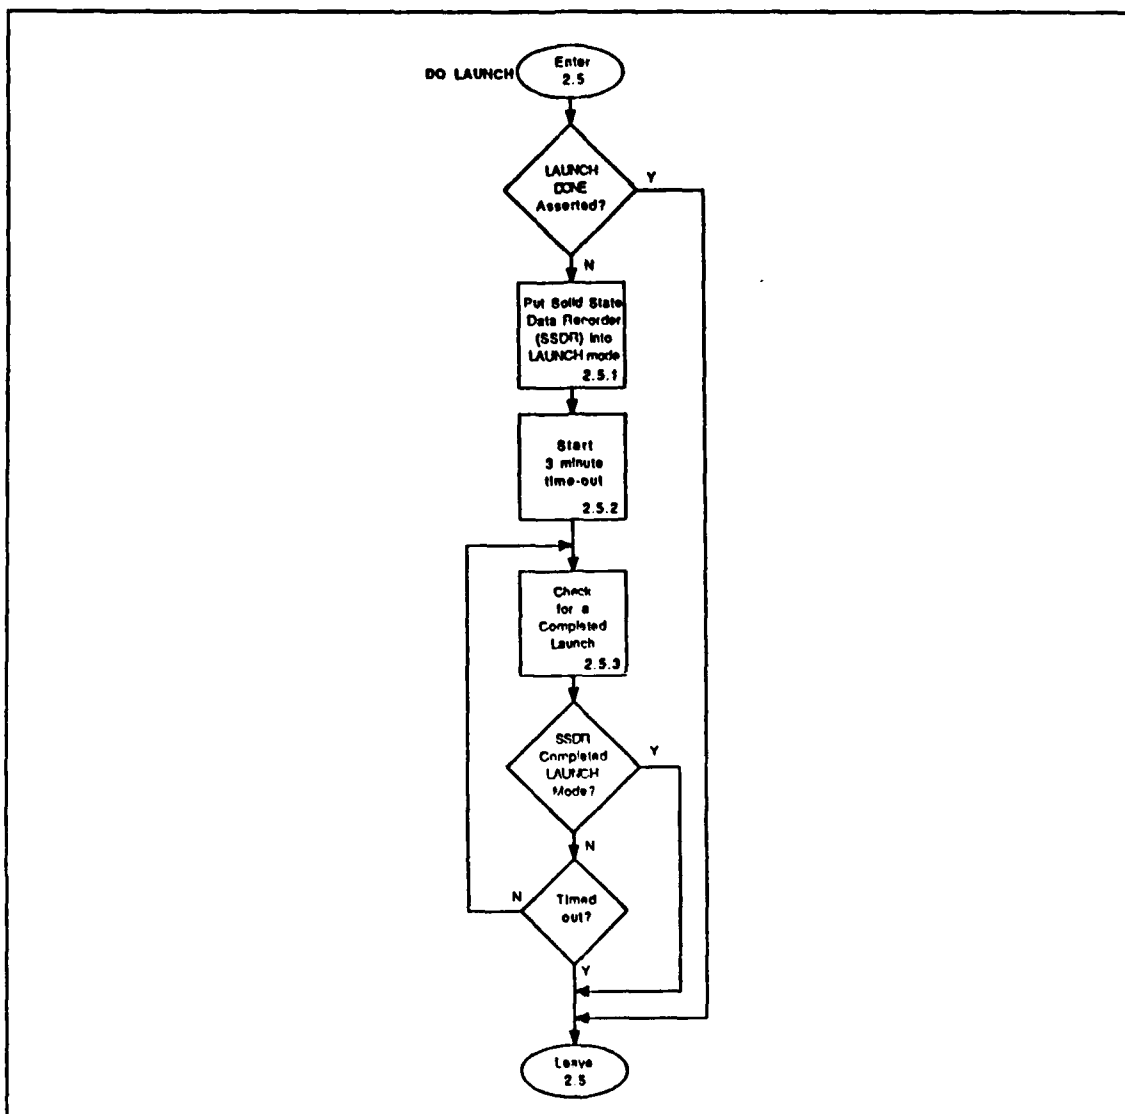 Enter
2.5
DO LAUNCH
LAUNCH
DONE
Asserted?
Y
N
Put Solid State
Data Recorder
(SSDR) Into
LAUNCH mode
2.5.1
Start
3 minute
time-out
2.5.2
Check
for a
Completed
Launch
2.5.3
SSDR
Completed
LAUNCH
Mode?
Y
N
Timed
out?
N
Y
Leave
2.5